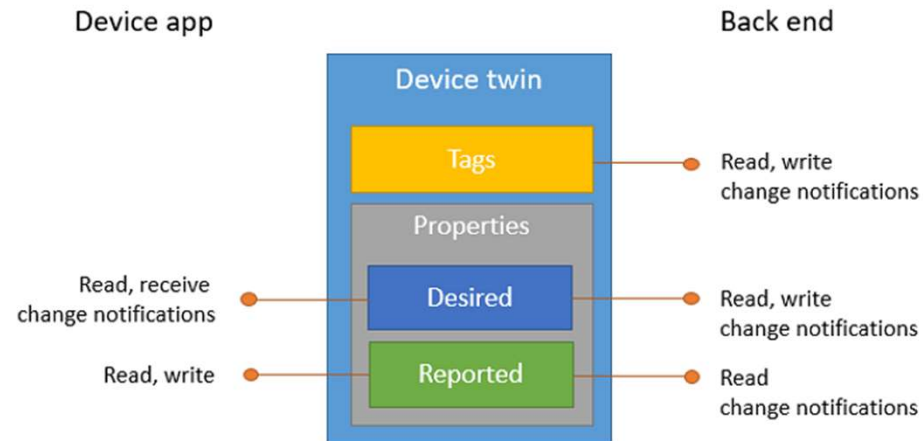 Device app
Back end
Device twin
Tags
Read, write
change notifications
Properties
Read, receive
change notifications
Desired
Read, write
change notifications
Read, write
Reported
Read
change notifications